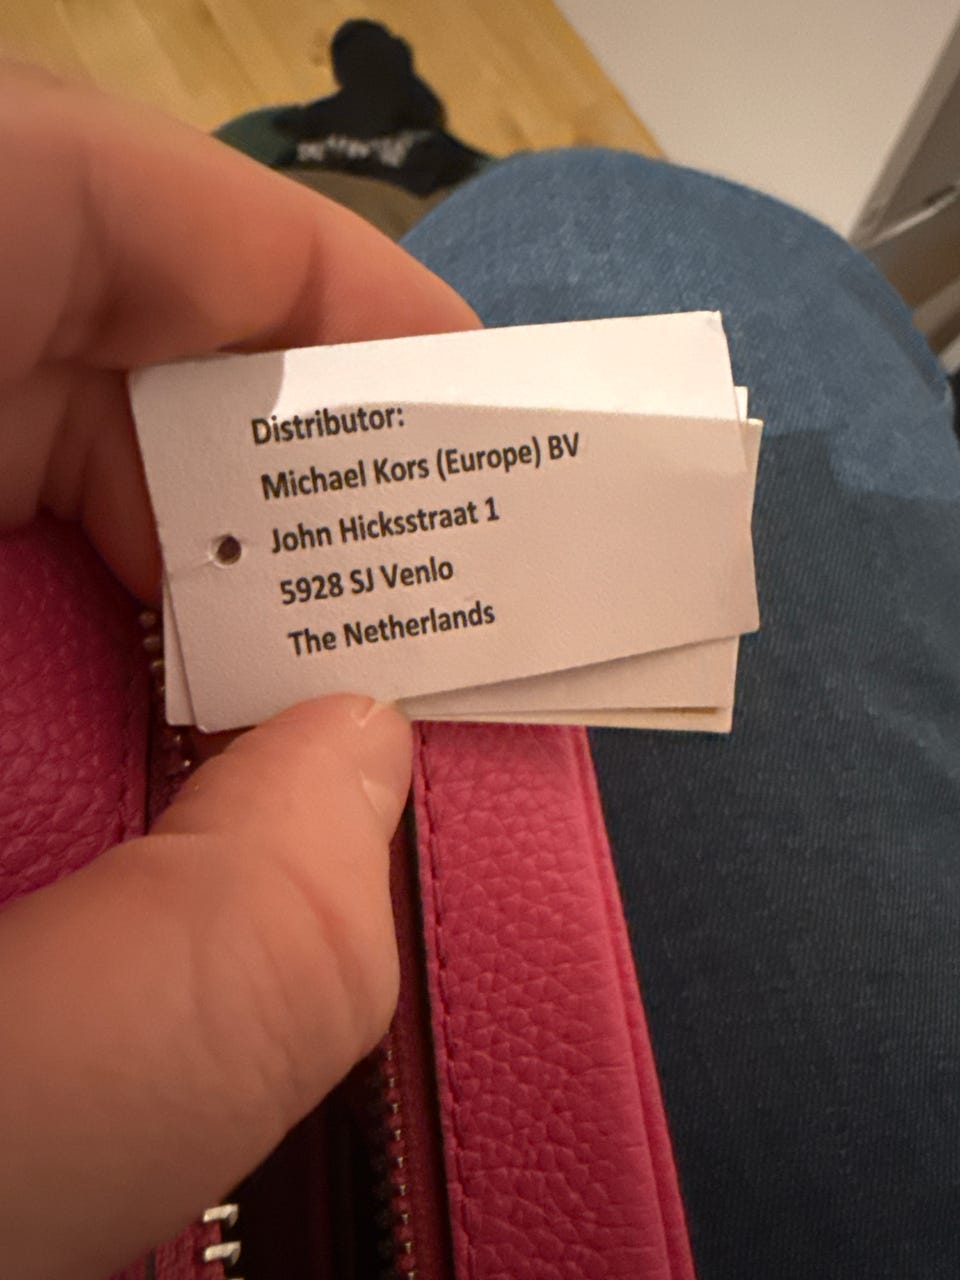 Distributor:
Michael Kors (Europe) BV
John Hicksstraat 1
5928 SJ Venlo
The Netherlands